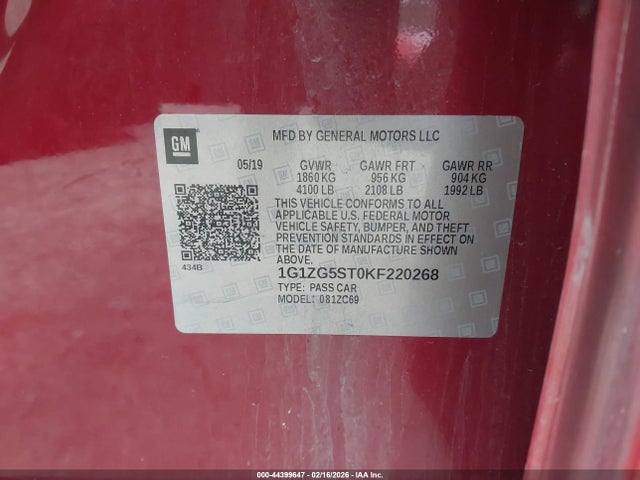 GM
MFD BY GENERAL MOTORS LLC
05/19 GVWR GAWR FRT GAWR RR
1860 KG 956 KG 904 KG
4100 LB 2108 LB 1992 LB
THIS VEHICLE CONFORMS TO ALL
APPLICABLE U.S. FEDERAL MOTOR
VEHICLE SAFETY, BUMPER, AND THEFT
PREVENTION STANDARDS IN EFFECT ON
THE DATE OF MANUFACTURE SHOWN
ABOVE.
434B
1G1ZG5ST0KF220268
TYPE: PASS CAR
MODEL: 081ZC69
000-44399647 - 02/16/2026 - IAA Inc.